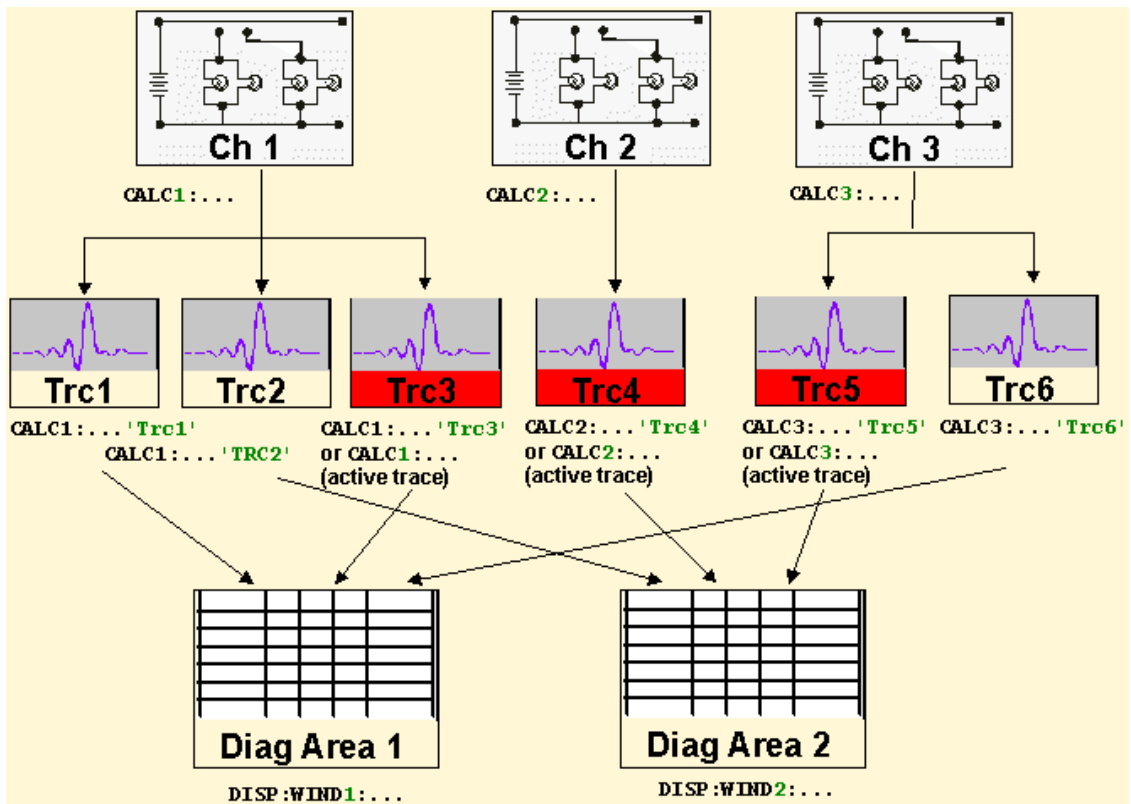 Ch 1
Ch 2
Ch 3
CALC1:...
CALC2:...
CALC3:...
Trc1
Trc2
Trc3
Trc4
Trc5
Trc6
CALC1:...'Trc1'
CALC1:...'TRC2'
CALC1:...'Trc3'
or CALC1:...
(active trace)
CALC2:...'Trc4'
or CALC2:...
(active trace)
CALC3:...'Trc5'
or CALC3:...
(active trace)
CALC3:...'Trc6'
Diag Area 1
Diag Area 2
DISP:WIND1:...
DISP:WIND2:...